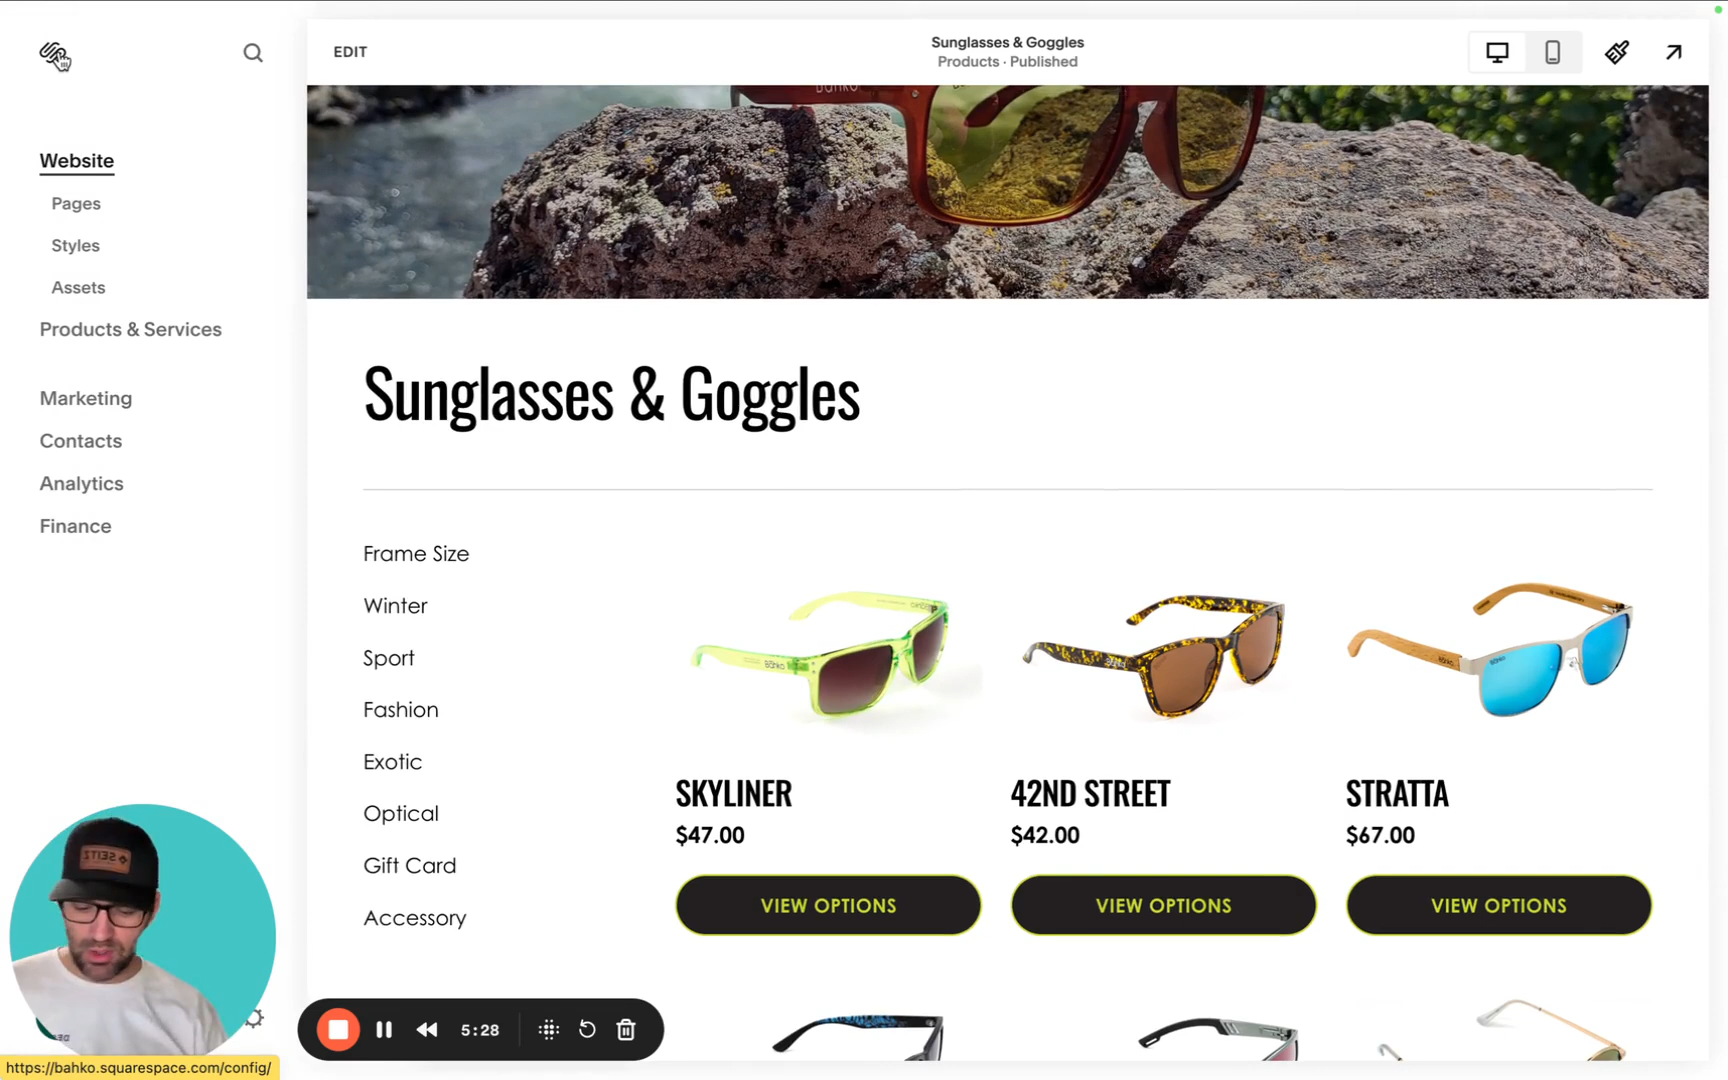 EDIT
Sunglasses & Goggles
Products · Published
Website
Pages
Styles
Assets
Products & Services
Marketing
Contacts
Analytics
Finance
Sunglasses & Goggles
Frame Size
Winter
Sport
Fashion
Exotic
Optical
Gift Card
Accessory
SKYLINER
$47.00
VIEW OPTIONS
42ND STREET
$42.00
VIEW OPTIONS
STRATTA
$67.00
VIEW OPTIONS
5:28
https://bahko.squarespace.com/config/